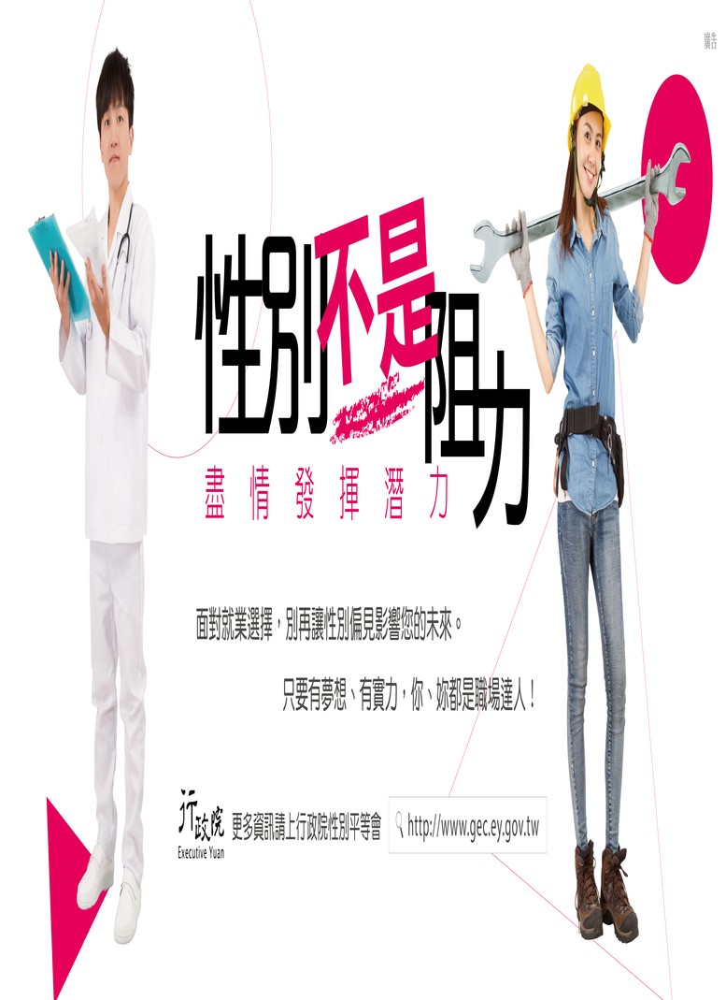 廣告
性別不是阻力
盡情發揮潛力
面對就業選擇，別再讓性別偏見影響您的未來。
只要有夢想、有實力，你、妳都是職場達人！
行政院
Executive Yuan
更多資訊請上行政院性別平等會
http://www.gec.ey.gov.tw